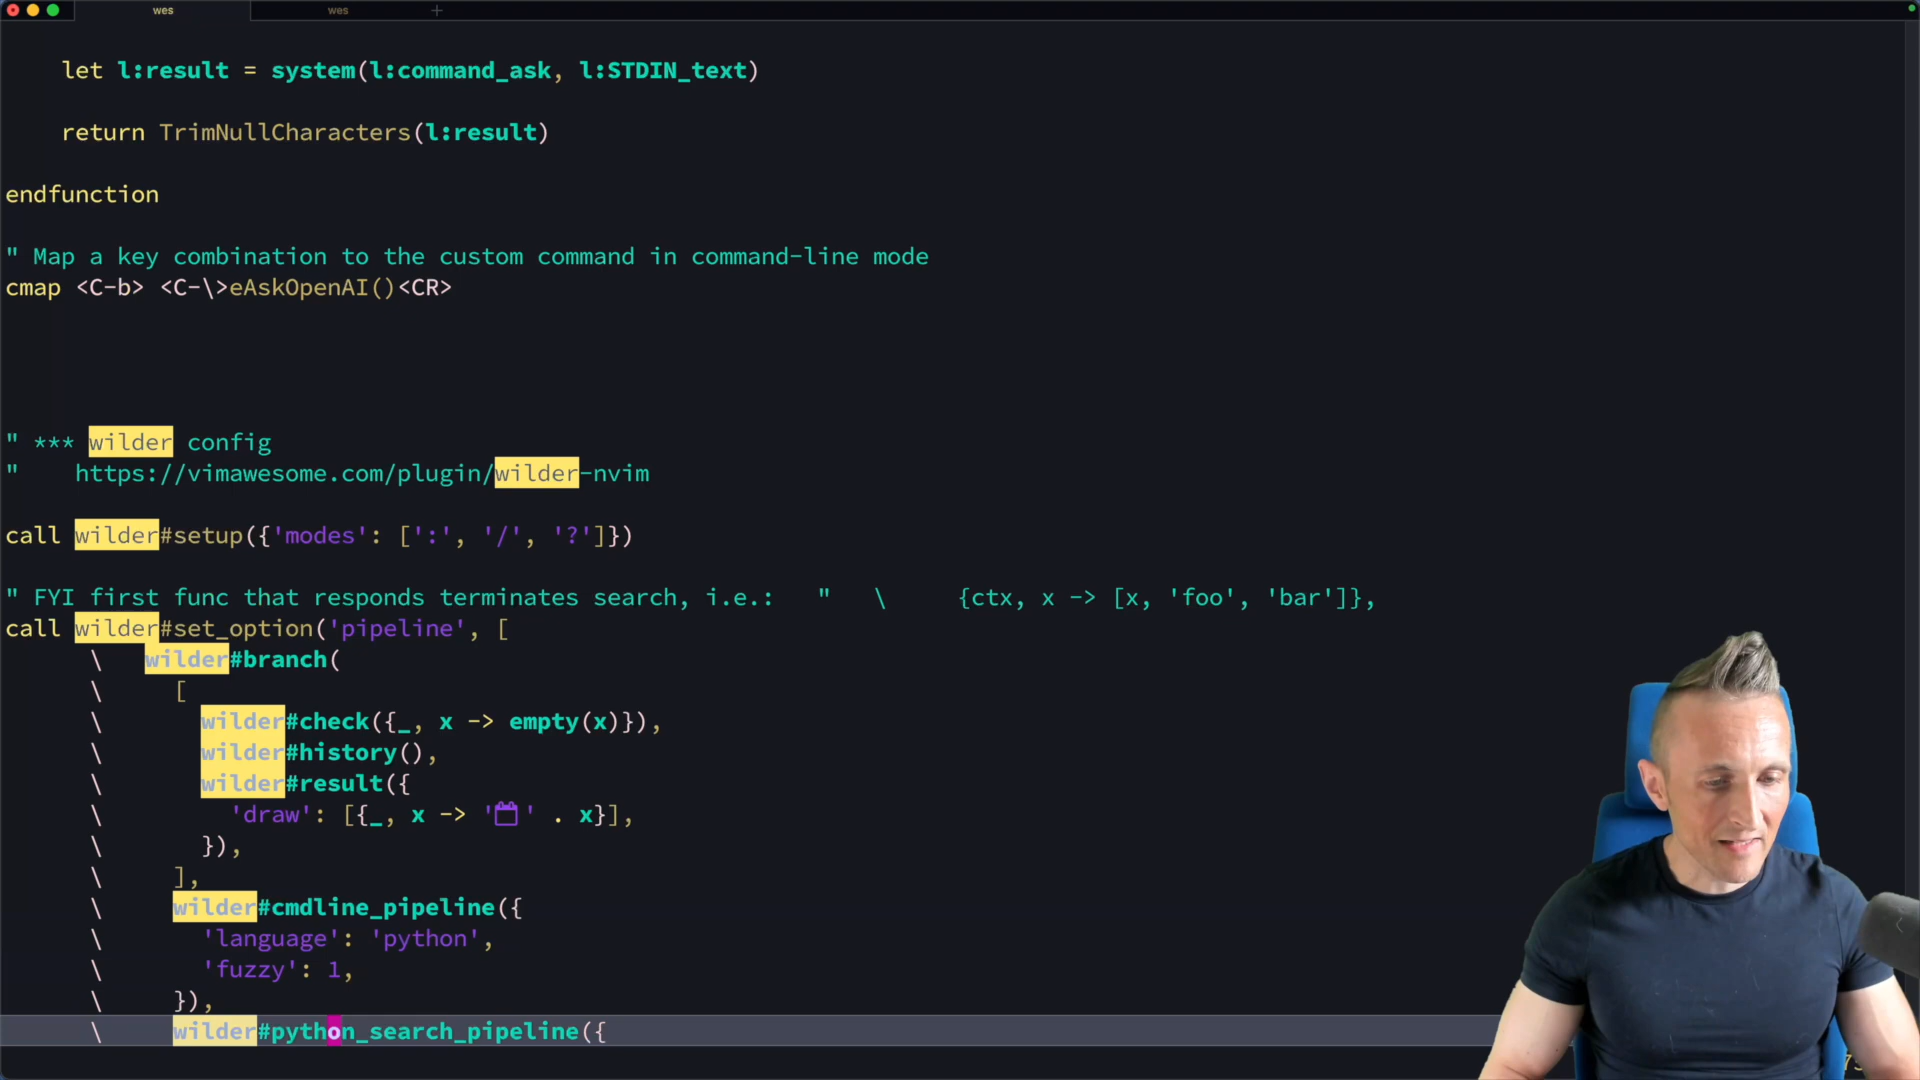 wes wes +
let l:result = system(l:command_ask, l:STDIN_text)
return TrimNullCharacters(l:result)
endfunction
" Map a key combination to the custom command in command-line mode
cmap <C-b> <C-\>eAskOpenAI()<CR>
" *** wilder config
" https://vimawesome.com/plugin/wilder-nvim
call wilder#setup({'modes': [':', '/', '?']})
" FYI first func that responds terminates search, i.e.: " \ {ctx, x -> [x, 'foo', 'bar']},
call wilder#set_option('pipeline', [
\ wilder#branch(
\ [
\ wilder#check({_, x -> empty(x)}),
\ wilder#history(),
\ wilder#result({
\ 'draw': [{_, x -> ' ' . x}],
\ }),
\ ],
\ wilder#cmdline_pipeline({
\ 'language': 'python',
\ 'fuzzy': 1,
\ }),
\ wilder#python_search_pipeline({